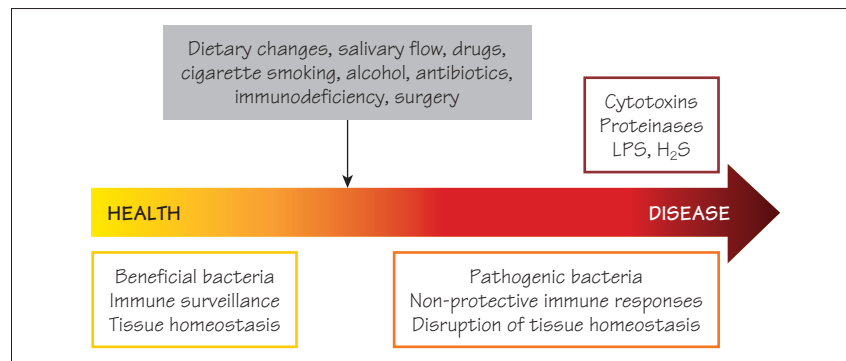 Dietary changes, salivary flow, drugs,
cigarette smoking, alcohol, antibiotics,
immunodeficiency, surgery
Cytotoxins
Proteinases
LPS, H₂S
HEALTH
DISEASE
Beneficial bacteria
Immune surveillance
Tissue homeostasis
Pathogenic bacteria
Non-protective immune responses
Disruption of tissue homeostasis